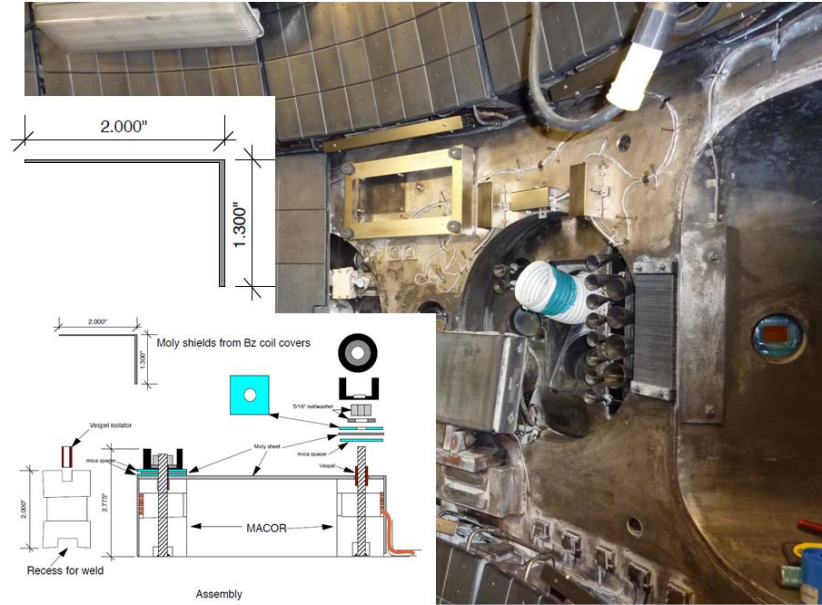 2.000"
1.300"
2.000"
Moly shields from Bz coil covers
1.300"
5/16" nut/washer
Vespel isolator
Moly sheet
mica spacer
mica spacer
Vespel
2.000"
2.775"
MACOR
Recess for weld
Assembly